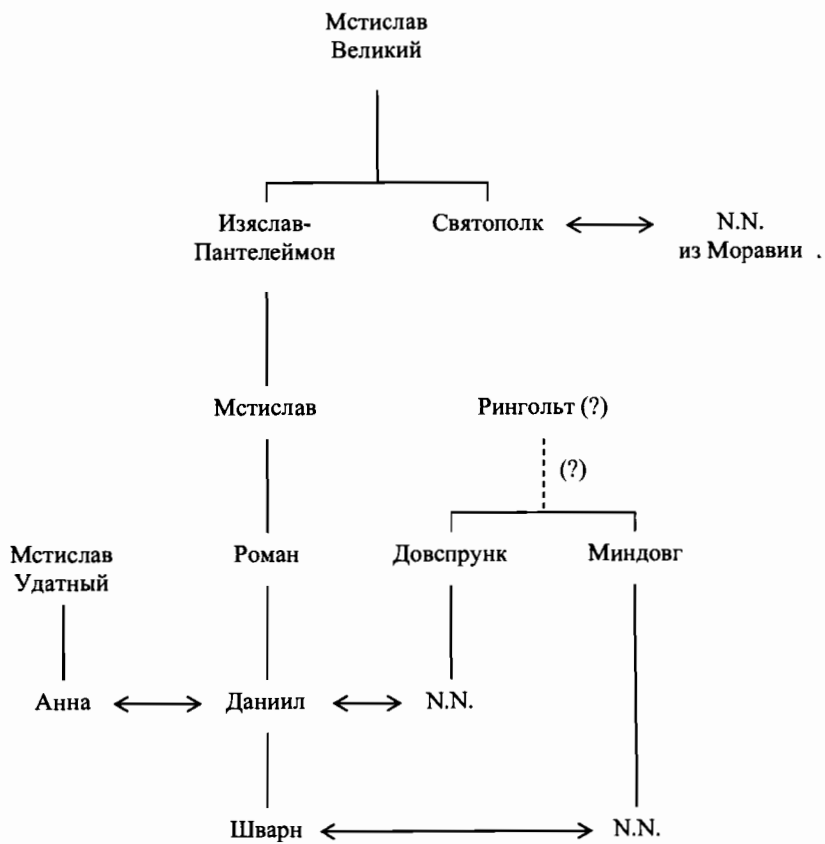 Мстислав
Великий
Изяслав-
Пантелеймон
Святополк
N.N.
из Моравии .
Мстислав
Рингольт (?)
(?)
Мстислав
Удатный
Роман
Довспрунк
Миндовг
Анна
Даниил
N.N.
Шварн
N.N.